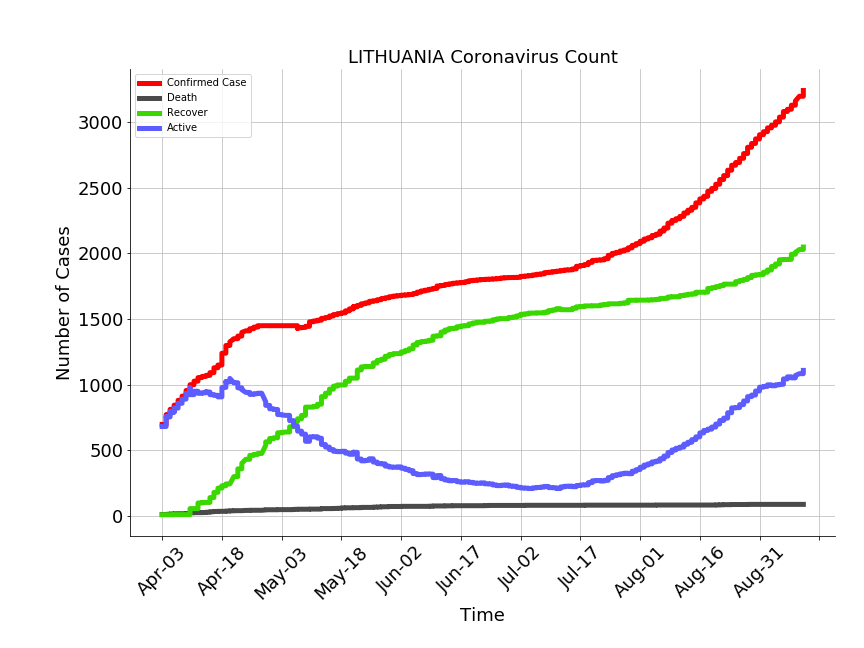 LITHUANIA Coronavirus Count
Confirmed Case
Death
Recover
Active
Number of Cases
3000
2500
2000
1500
1000
500
0
Apr-03
Apr-18
May-03
May-18
Jun-02
Jun-17
Jul-02
Jul-17
Aug-01
Aug-16
Aug-31
Time